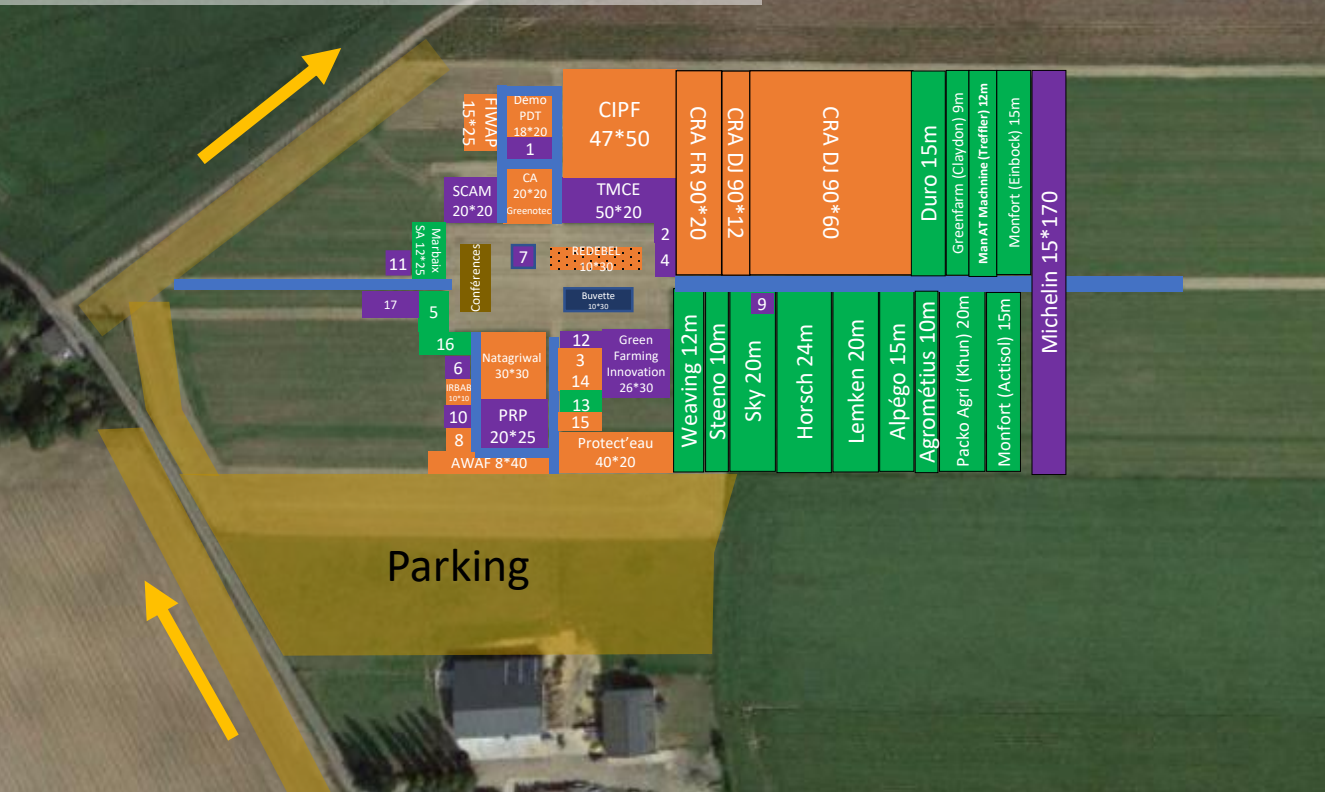 FIWAP
15*25
Démo
PDT
18*20
1
CIPF
47*50
CRA FR 90*20
CRA DJ 90*12
CRA DJ 90*60
Duro 15m
Greenfarm (Claydon) 9m
ManAT Machnine (Treffler) 12m
Monfort (Einbock) 15m
Michelin 15*170
SCAM
20*20
CA
20*20
Greenotec
TMCE
50*20
2
4
Marbaix
SA 12*25
11
Conférences
7
REDEBEL
10*30
17
5
16
Buvette
10*30
9
Weaving 12m
Steeno 10m
Sky 20m
Horsch 24m
Lemken 20m
Alpégo 15m
Agrométius 10m
Packo Agri (Khun) 20m
Monfort (Actisol) 15m
6
IRBAB
10*10
10
8
Natagriwal
30*30
PRP
20*25
AWAF 8*40
12
3
14
13
15
Green
Farming
Innovation
26*30
Protect'eau
40*20
Parking